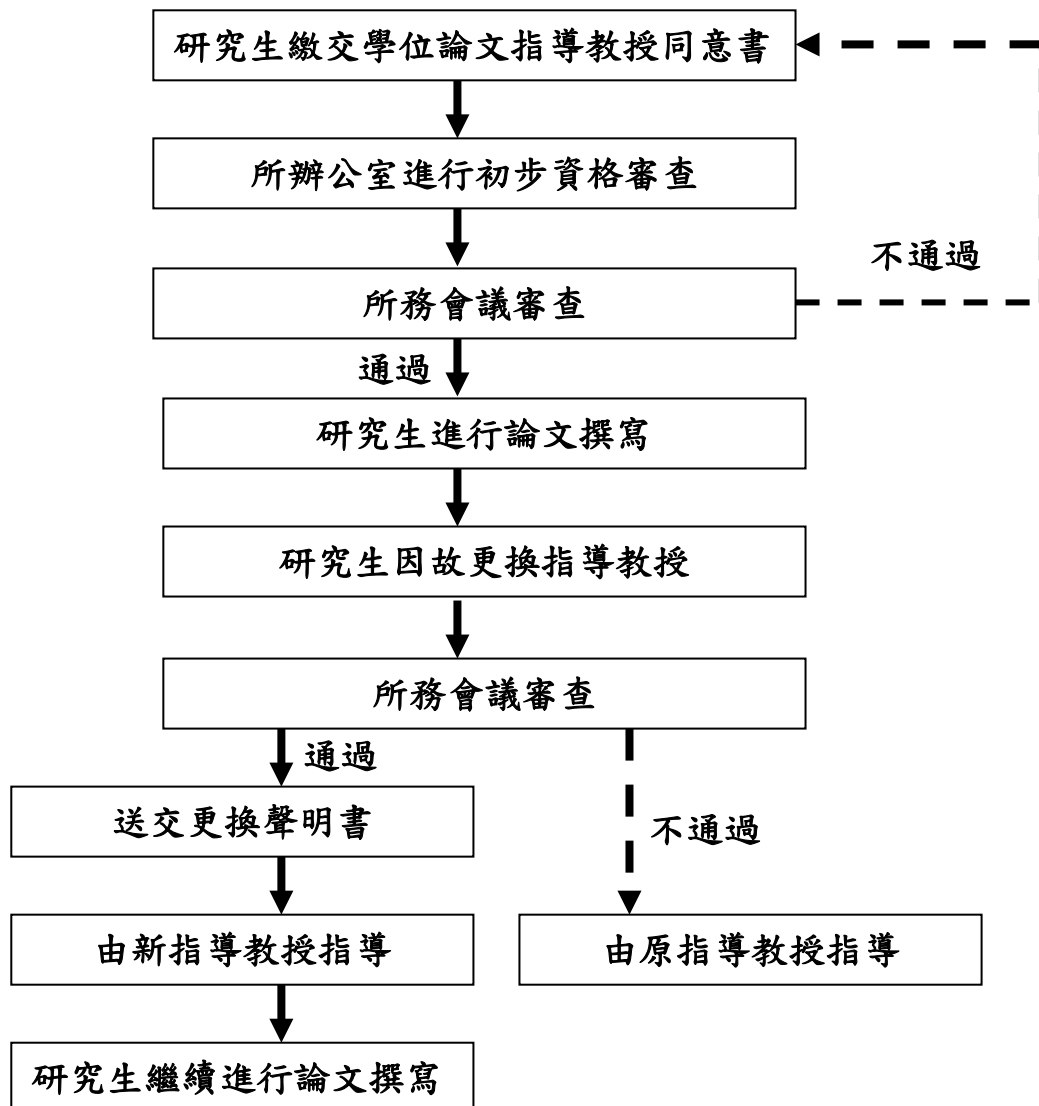 研究生繳交學位論文指導教授同意書
所辦公室進行初步資格審查
不通過
所務會議審查
通過
研究生進行論文撰寫
研究生因故更換指導教授
所務會議審查
通過
送交更換聲明書
不通過
由新指導教授指導
由原指導教授指導
研究生繼續進行論文撰寫